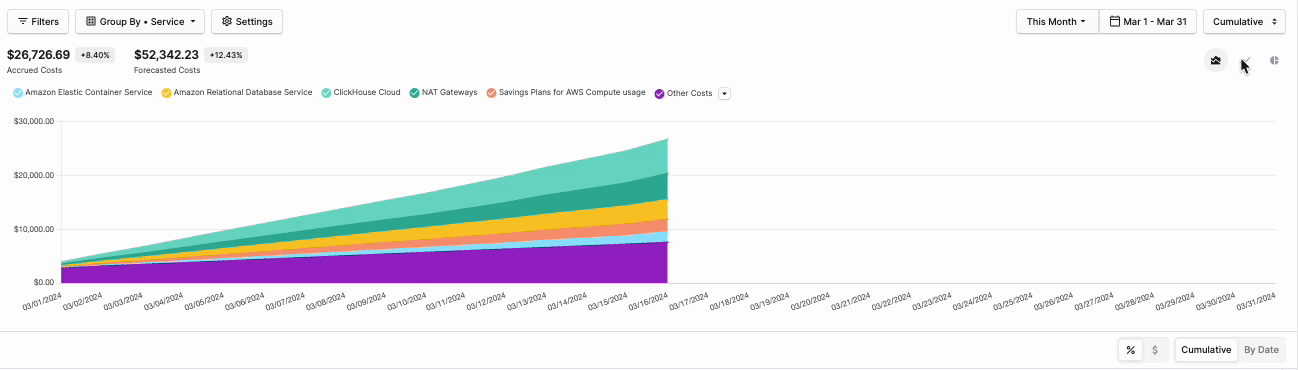 Filters Group By • Service Settings This Month Mar 1 - Mar 31 Cumulative
$26,726.69 +8.40% $52,342.23 +12.43%
Accrued Costs Forecasted Costs
Amazon Elastic Container Service Amazon Relational Database Service ClickHouse Cloud NAT Gateways Savings Plans for AWS Compute usage Other Costs
$30,000.00
$20,000.00
$10,000.00
$0.00
03/01/2024 03/02/2024 03/03/2024 03/04/2024 03/05/2024 03/06/2024 03/07/2024 03/08/2024 03/09/2024 03/10/2024 03/11/2024 03/12/2024 03/13/2024 03/14/2024 03/15/2024 03/16/2024 03/17/2024 03/18/2024 03/19/2024 03/20/2024 03/21/2024 03/22/2024 03/23/2024 03/24/2024 03/25/2024 03/26/2024 03/27/2024 03/28/2024 03/29/2024 03/30/2024 03/31/2024
% $ Cumulative By Date